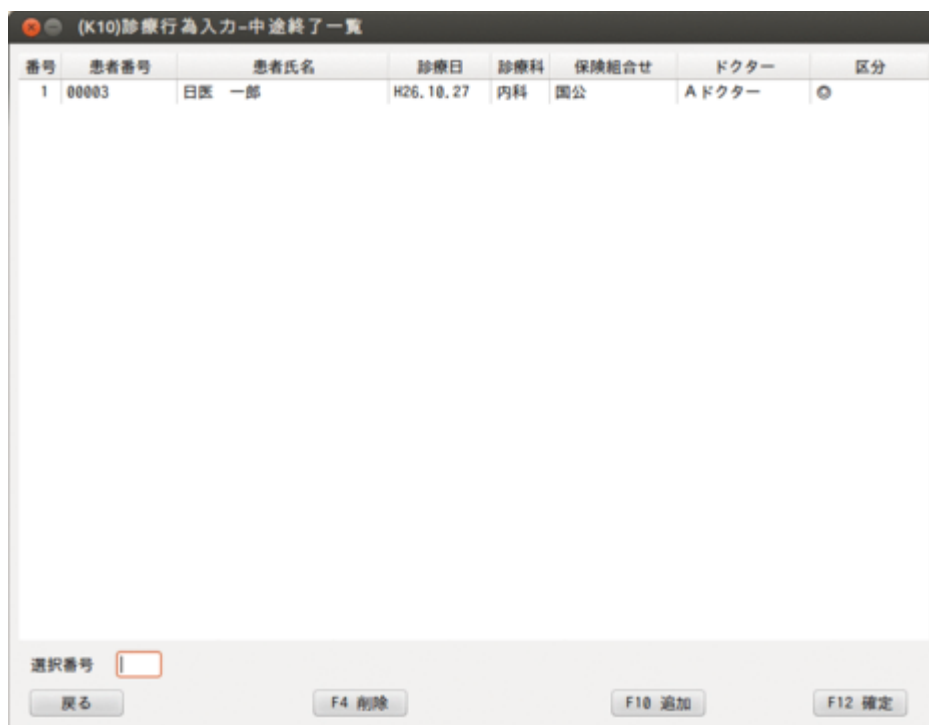 (K10)診療行為入力−中途終了一覧
番号 患者番号 患者氏名 診療日 診療科 保険組合せ ドクター 区分
1 00003 日医 一郎 H26.10.27 内科 国公 Aドクター ◎
選択番号
戻る F4 削除 F10 追加 F12 確定